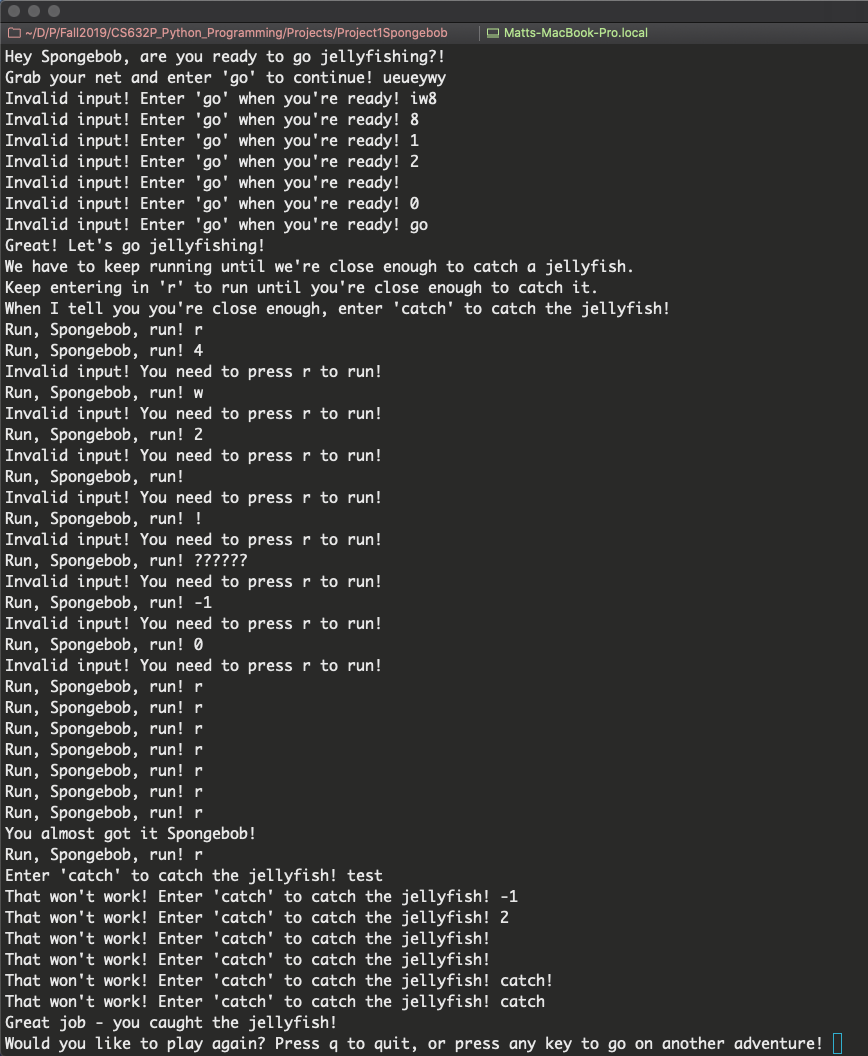 ~/D/P/Fall2019/CS632P_Python_Programming/Projects/Project1Spongebob
Matts-MacBook-Pro.local
Hey Spongebob, are you ready to go jellyfishing?!
Grab your net and enter 'go' to continue! ueueywy
Invalid input! Enter 'go' when you're ready! iw8
Invalid input! Enter 'go' when you're ready! 8
Invalid input! Enter 'go' when you're ready! 1
Invalid input! Enter 'go' when you're ready! 2
Invalid input! Enter 'go' when you're ready!
Invalid input! Enter 'go' when you're ready! 0
Invalid input! Enter 'go' when you're ready! go
Great! Let's go jellyfishing!
We have to keep running until we're close enough to catch a jellyfish.
Keep entering in 'r' to run until you're close enough to catch it.
When I tell you you're close enough, enter 'catch' to catch the jellyfish!
Run, Spongebob, run! r
Run, Spongebob, run! 4
Invalid input! You need to press r to run!
Run, Spongebob, run! w
Invalid input! You need to press r to run!
Run, Spongebob, run! 2
Invalid input! You need to press r to run!
Run, Spongebob, run!
Invalid input! You need to press r to run!
Run, Spongebob, run! !
Invalid input! You need to press r to run!
Run, Spongebob, run! ??????
Invalid input! You need to press r to run!
Run, Spongebob, run! -1
Invalid input! You need to press r to run!
Run, Spongebob, run! 0
Invalid input! You need to press r to run!
Run, Spongebob, run! r
Run, Spongebob, run! r
Run, Spongebob, run! r
Run, Spongebob, run! r
Run, Spongebob, run! r
Run, Spongebob, run! r
Run, Spongebob, run! r
You almost got it Spongebob!
Run, Spongebob, run! r
Enter 'catch' to catch the jellyfish! test
That won't work! Enter 'catch' to catch the jellyfish! -1
That won't work! Enter 'catch' to catch the jellyfish! 2
That won't work! Enter 'catch' to catch the jellyfish!
That won't work! Enter 'catch' to catch the jellyfish!
That won't work! Enter 'catch' to catch the jellyfish! catch!
That won't work! Enter 'catch' to catch the jellyfish! catch
Great job - you caught the jellyfish!
Would you like to play again? Press q to quit, or press any key to go on another adventure!